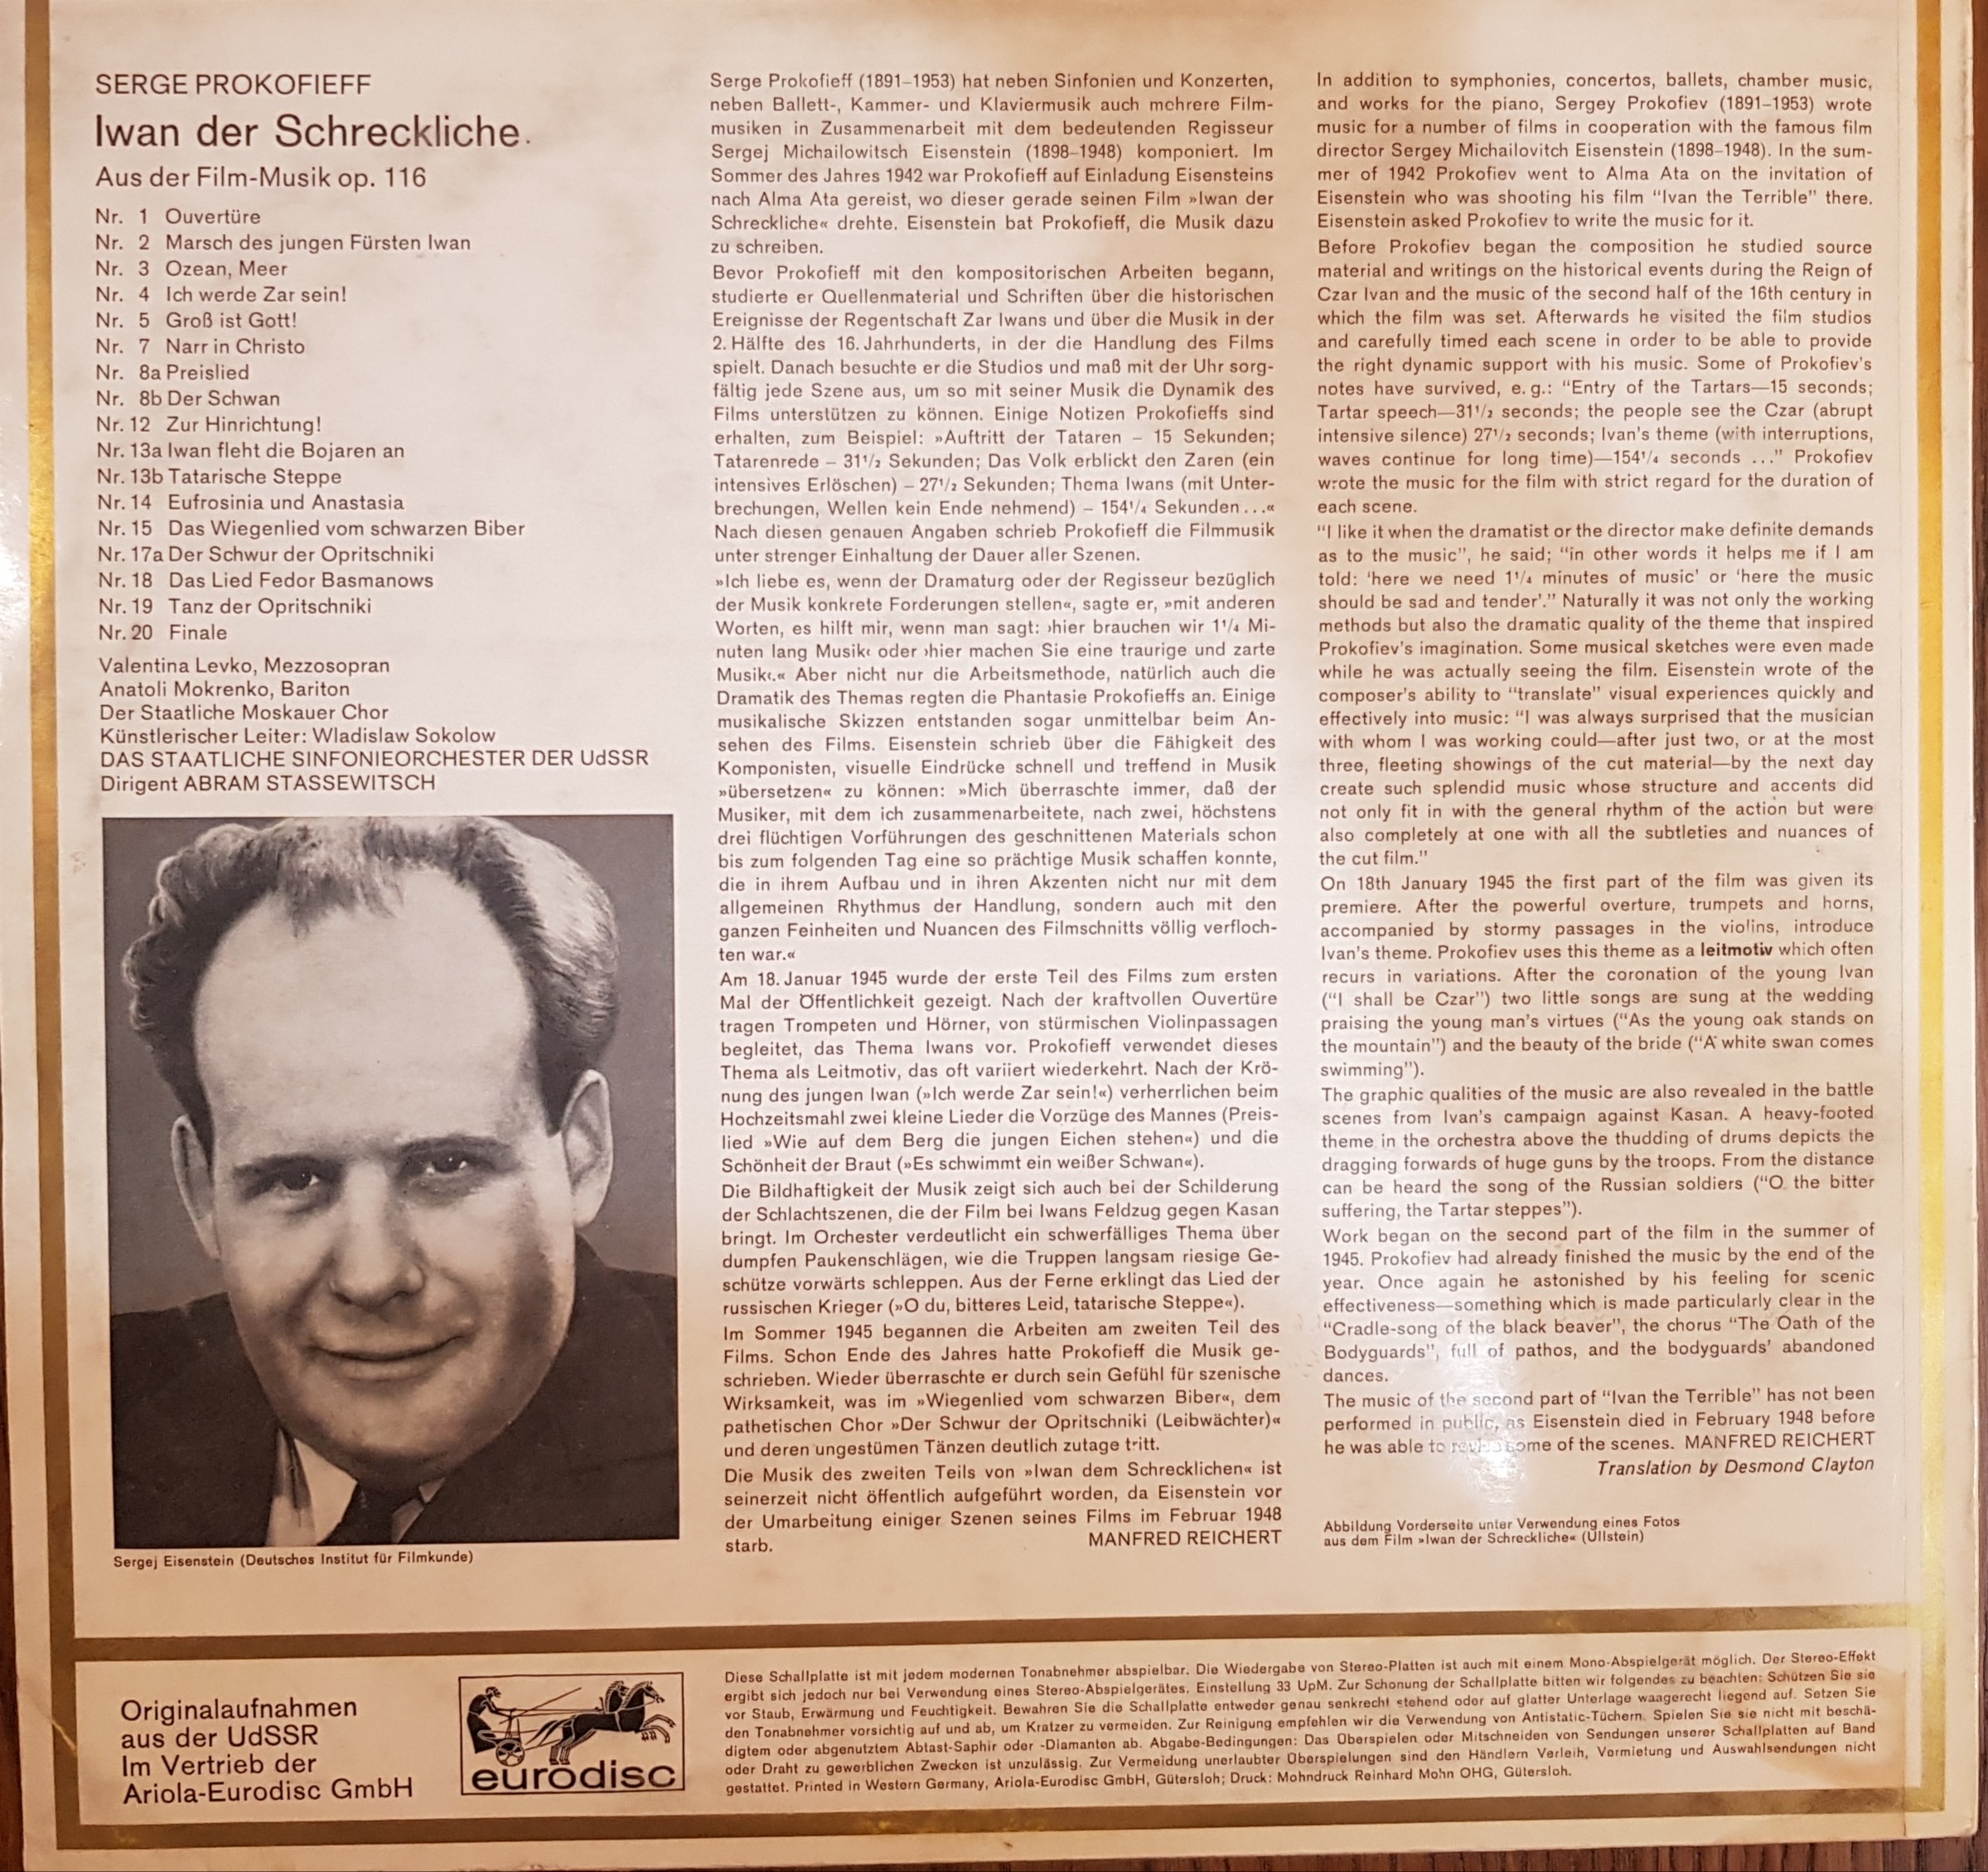 SERGE PROKOFIEFF
Iwan der Schreckliche.
Aus der Film-Musik op. 116
Nr. 1 Ouvertüre
Nr. 2 Marsch des jungen Fürsten Iwan
Nr. 3 Ozean, Meer
Nr. 4 Ich werde Zar sein!
Nr. 5 Groß ist Gott!
Nr. 7 Narr in Christo
Nr. 8a Preislied
Nr. 8b Der Schwan
Nr. 12 Zur Hinrichtung!
Nr. 13a Iwan fleht die Bojaren an
Nr. 13b Tatarische Steppe
Nr. 14 Eufrosinia und Anastasia
Nr. 15 Das Wiegenlied vom schwarzen Biber
Nr. 17a Der Schwur der Opritschniki
Nr. 18 Das Lied Fedor Basmanows
Nr. 19 Tanz der Opritschniki
Nr. 20 Finale
Valentina Levko, Mezzosopran
Anatoli Mokrenko, Bariton
Der Staatliche Moskauer Chor
Künstlerischer Leiter: Wladislaw Sokolow
DAS STAATLICHE SINFONIEORCHESTER DER UdSSR
Dirigent ABRAM STASSEWITSCH
Sergej Eisenstein (Deutsches Institut für Filmkunde)
Serge Prokofieff (1891–1953) hat neben Sinfonien und Konzerten,
neben Ballett-, Kammer- und Klaviermusik auch mehrere Film-
musiken in Zusammenarbeit mit dem bedeutenden Regisseur
Sergej Michailowitsch Eisenstein (1898–1948) komponiert. Im
Sommer des Jahres 1942 war Prokofieff auf Einladung Eisensteins
nach Alma Ata gereist, wo dieser gerade seinen Film »Iwan der
Schreckliche« drehte. Eisenstein bat Prokofieff, die Musik dazu
zu schreiben.
Bevor Prokofieff mit den kompositorischen Arbeiten begann,
studierte er Quellenmaterial und Schriften über die historischen
Ereignisse der Regentschaft Zar Iwans und über die Musik in der
2. Hälfte des 16. Jahrhunderts, in der die Handlung des Films
spielt. Danach besuchte er die Studios und maß mit der Uhr sorg-
fältig jede Szene aus, um so mit seiner Musik die Dynamik des
Films unterstützen zu können. Einige Notizen Prokofieffs sind
erhalten, zum Beispiel: »Auftritt der Tataren – 15 Sekunden;
Tatarenrede – 31¹/₂ Sekunden; Das Volk erblickt den Zaren (ein
intensives Erlöschen) – 27¹/₂ Sekunden; Thema Iwans (mit Unter-
brechungen, Wellen kein Ende nehmend) – 154¹/₄ Sekunden...«
Nach diesen genauen Angaben schrieb Prokofieff die Filmmusik
unter strenger Einhaltung der Dauer aller Szenen.
»Ich liebe es, wenn der Dramaturg oder der Regisseur bezüglich
der Musik konkrete Forderungen stellen«, sagte er, »mit anderen
Worten, es hilft mir, wenn man sagt: ›hier brauchen wir 1¹/₄ Mi-
nuten lang Musik‹ oder ›hier machen Sie eine traurige und zarte
Musik‹.« Aber nicht nur die Arbeitsmethode, natürlich auch die
Dramatik des Themas regten die Phantasie Prokofieffs an. Einige
musikalische Skizzen entstanden sogar unmittelbar beim An-
sehen des Films. Eisenstein schrieb über die Fähigkeit des
Komponisten, visuelle Eindrücke schnell und treffend in Musik
»übersetzen« zu können: »Mich überraschte immer, daß der
Musiker, mit dem ich zusammenarbeitete, nach zwei, höchstens
drei flüchtigen Vorführungen des geschnittenen Materials schon
bis zum folgenden Tag eine so prächtige Musik schaffen konnte,
die in ihrem Aufbau und in ihren Akzenten nicht nur mit dem
allgemeinen Rhythmus der Handlung, sondern auch mit den
ganzen Feinheiten und Nuancen des Filmschnitts völlig verfloch-
ten war.«
Am 18. Januar 1945 wurde der erste Teil des Films zum ersten
Mal der Öffentlichkeit gezeigt. Nach der kraftvollen Ouvertüre
tragen Trompeten und Hörner, von stürmischen Violinpassagen
begleitet, das Thema Iwans vor. Prokofieff verwendet dieses
Thema als Leitmotiv, das oft variiert wiederkehrt. Nach der Krö-
nung des jungen Iwan (»Ich werde Zar sein!«) verherrlichen beim
Hochzeitsmahl zwei kleine Lieder die Vorzüge des Mannes (Preis-
lied »Wie auf dem Berg die jungen Eichen stehen«) und die
Schönheit der Braut (»Es schwimmt ein weißer Schwan«).
Die Bildhaftigkeit der Musik zeigt sich auch bei der Schilderung
der Schlachtszenen, die der Film bei Iwans Feldzug gegen Kasan
bringt. Im Orchester verdeutlicht ein schwerfälliges Thema über
dumpfen Paukenschlägen, wie die Truppen langsam riesige Ge-
schütze vorwärts schleppen. Aus der Ferne erklingt das Lied der
russischen Krieger (»O du, bitteres Leid, tatarische Steppe«).
Im Sommer 1945 begannen die Arbeiten am zweiten Teil des
Films. Schon Ende des Jahres hatte Prokofieff die Musik ge-
schrieben. Wieder überraschte er durch sein Gefühl für szenische
Wirksamkeit, was im »Wiegenlied vom schwarzen Biber«, dem
pathetischen Chor »Der Schwur der Opritschniki (Leibwächter)«
und deren ungestümen Tänzen deutlich zutage tritt.
Die Musik des zweiten Teils von »Iwan dem Schrecklichen« ist
seinerzeit nicht öffentlich aufgeführt worden, da Eisenstein vor
der Umarbeitung einiger Szenen seines Films im Februar 1948
starb. MANFRED REICHERT
In addition to symphonies, concertos, ballets, chamber music,
and works for the piano, Sergey Prokofiev (1891–1953) wrote
music for a number of films in cooperation with the famous film
director Sergey Michailovitch Eisenstein (1898–1948). In the sum-
mer of 1942 Prokofiev went to Alma Ata on the invitation of
Eisenstein who was shooting his film “Ivan the Terrible” there.
Eisenstein asked Prokofiev to write the music for it.
Before Prokofiev began the composition he studied source
material and writings on the historical events during the Reign of
Czar Ivan and the music of the second half of the 16th century in
which the film was set. Afterwards he visited the film studios
and carefully timed each scene in order to be able to provide
the right dynamic support with his music. Some of Prokofiev's
notes have survived, e. g.: “Entry of the Tartars—15 seconds;
Tartar speech—31¹/₂ seconds; the people see the Czar (abrupt
intensive silence) 27¹/₂ seconds; Ivan's theme (with interruptions,
waves continue for long time)—154¹/₄ seconds ...” Prokofiev
wrote the music for the film with strict regard for the duration of
each scene.
“I like it when the dramatist or the director make definite demands
as to the music”, he said; “in other words it helps me if I am
told: ‘here we need 1¹/₄ minutes of music’ or ‘here the music
should be sad and tender’.” Naturally it was not only the working
methods but also the dramatic quality of the theme that inspired
Prokofiev's imagination. Some musical sketches were even made
while he was actually seeing the film. Eisenstein wrote of the
composer's ability to “translate” visual experiences quickly and
effectively into music: “I was always surprised that the musician
with whom I was working could—after just two, or at the most
three, fleeting showings of the cut material—by the next day
create such splendid music whose structure and accents did
not only fit in with the general rhythm of the action but were
also completely at one with all the subtleties and nuances of
the cut film.”
On 18th January 1945 the first part of the film was given its
premiere. After the powerful overture, trumpets and horns,
accompanied by stormy passages in the violins, introduce
Ivan's theme. Prokofiev uses this theme as a leitmotiv which often
recurs in variations. After the coronation of the young Ivan
(“I shall be Czar”) two little songs are sung at the wedding
praising the young man's virtues (“As the young oak stands on
the mountain”) and the beauty of the bride (“A white swan comes
swimming”).
The graphic qualities of the music are also revealed in the battle
scenes from Ivan's campaign against Kasan. A heavy-footed
theme in the orchestra above the thudding of drums depicts the
dragging forwards of huge guns by the troops. From the distance
can be heard the song of the Russian soldiers (“O the bitter
suffering, the Tartar steppes”).
Work began on the second part of the film in the summer of
1945. Prokofiev had already finished the music by the end of the
year. Once again he astonished by his feeling for scenic
effectiveness—something which is made particularly clear in the
“Cradle-song of the black beaver”, the chorus “The Oath of the
Bodyguards”, full of pathos, and the bodyguards' abandoned
dances.
The music of the second part of “Ivan the Terrible” has not been
performed in public, as Eisenstein died in February 1948 before
he was able to some of the scenes. MANFRED REICHERT
Translation by Desmond Clayton
Abbildung Vorderseite unter Verwendung eines Fotos
aus dem Film »Iwan der Schreckliche« (Ullstein)
Originalaufnahmen
aus der UdSSR
Im Vertrieb der
Ariola-Eurodisc GmbH
eurodisc
Diese Schallplatte ist mit jedem modernen Tonabnehmer abspielbar. Die Wiedergabe von Stereo-Platten ist auch mit einem Mono-Abspielgerät möglich. Der Stereo-Effekt
ergibt sich jedoch nur bei Verwendung eines Stereo-Abspielgerätes. Einstellung 33 UpM. Zur Schonung der Schallplatte bitten wir folgendes zu beachten: Schützen Sie sie
vor Staub, Erwärmung und Feuchtigkeit. Bewahren Sie die Schallplatte entweder genau senkrecht stehend oder auf glatter Unterlage waagerecht liegend auf. Setzen Sie
den Tonabnehmer vorsichtig auf und ab, um Kratzer zu vermeiden. Zur Reinigung empfehlen wir die Verwendung von Antistatic-Tüchern. Spielen Sie sie nicht mit beschä-
digtem oder abgenutztem Abtast-Saphir oder -Diamanten ab. Abgabe-Bedingungen: Das Überspielen oder Mitschneiden von Sendungen unserer Schallplatten auf Band
oder Draht zu gewerblichen Zwecken ist unzulässig. Zur Vermeidung unerlaubter Überspielungen sind den Händlern Verleih, Vermietung und Auswahlsendungen nicht
gestattet. Printed in Western Germany, Ariola-Eurodisc GmbH, Gütersloh; Druck: Mohndruck Reinhard Mohn OHG, Gütersloh.